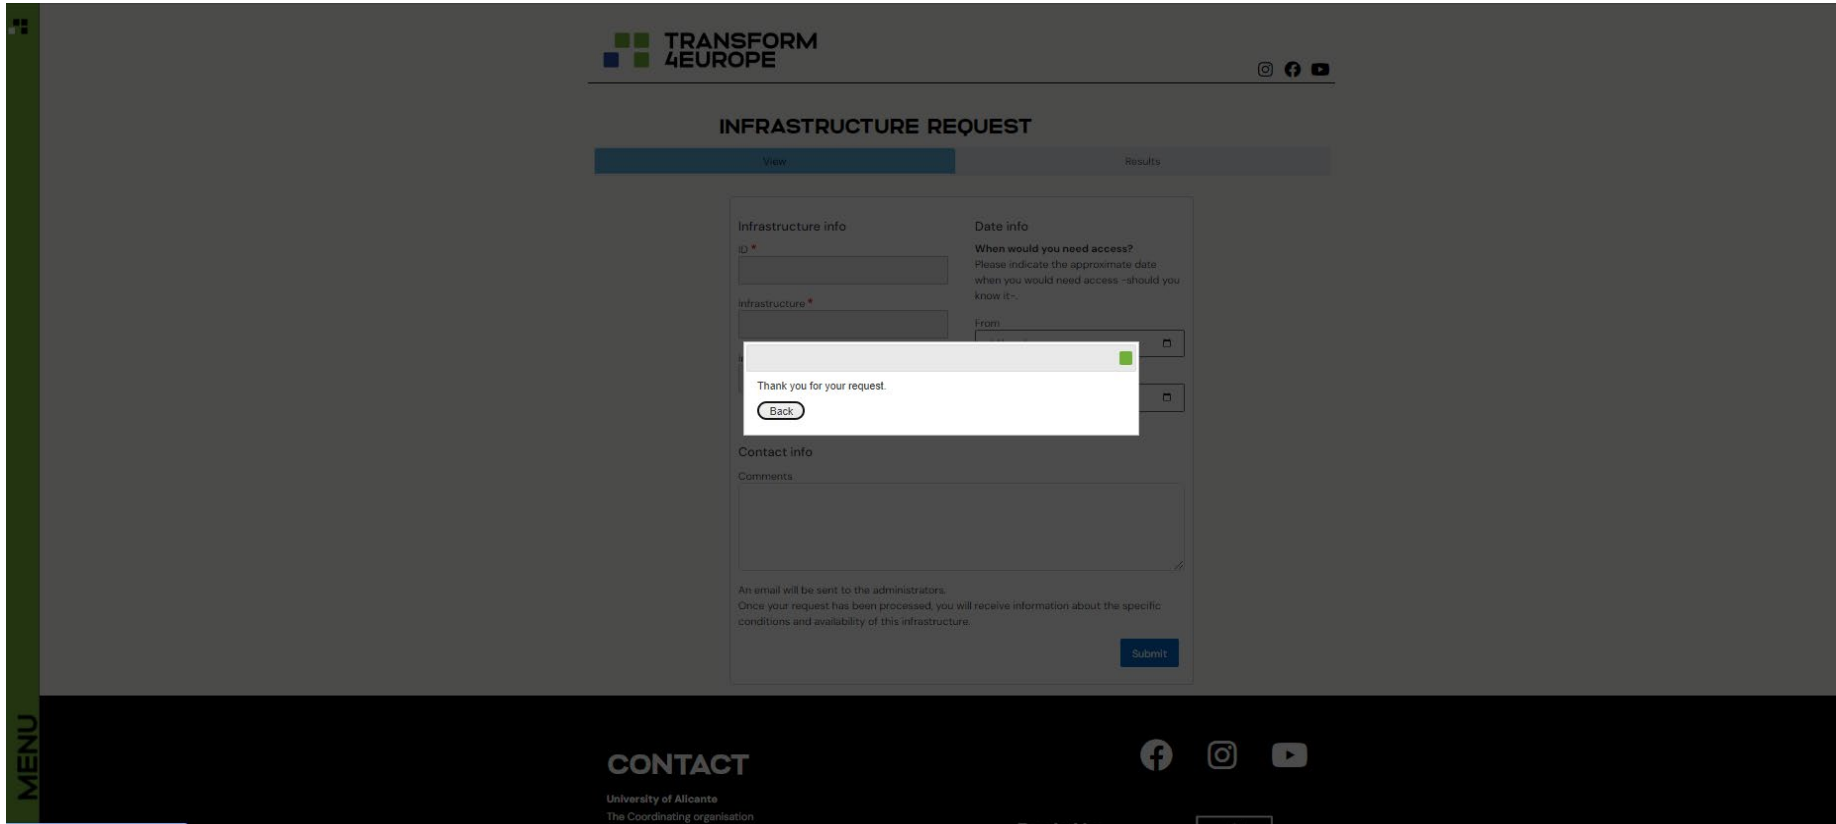 TRANSFORM
4EUROPE
INFRASTRUCTURE REQUEST
View
Results
Infrastructure info
ID *
Infrastructure *
Date info
When would you need access?
Please indicate the approximate date
when you would need access -should you
know it-.
From
Thank you for your request.
Back
Contact info
Comments
An email will be sent to the administrators.
Once your request has been processed, you will receive information about the specific
conditions and availability of this infrastructure.
Submit
MENU
CONTACT
University of Alicante
The Coordinating organisation